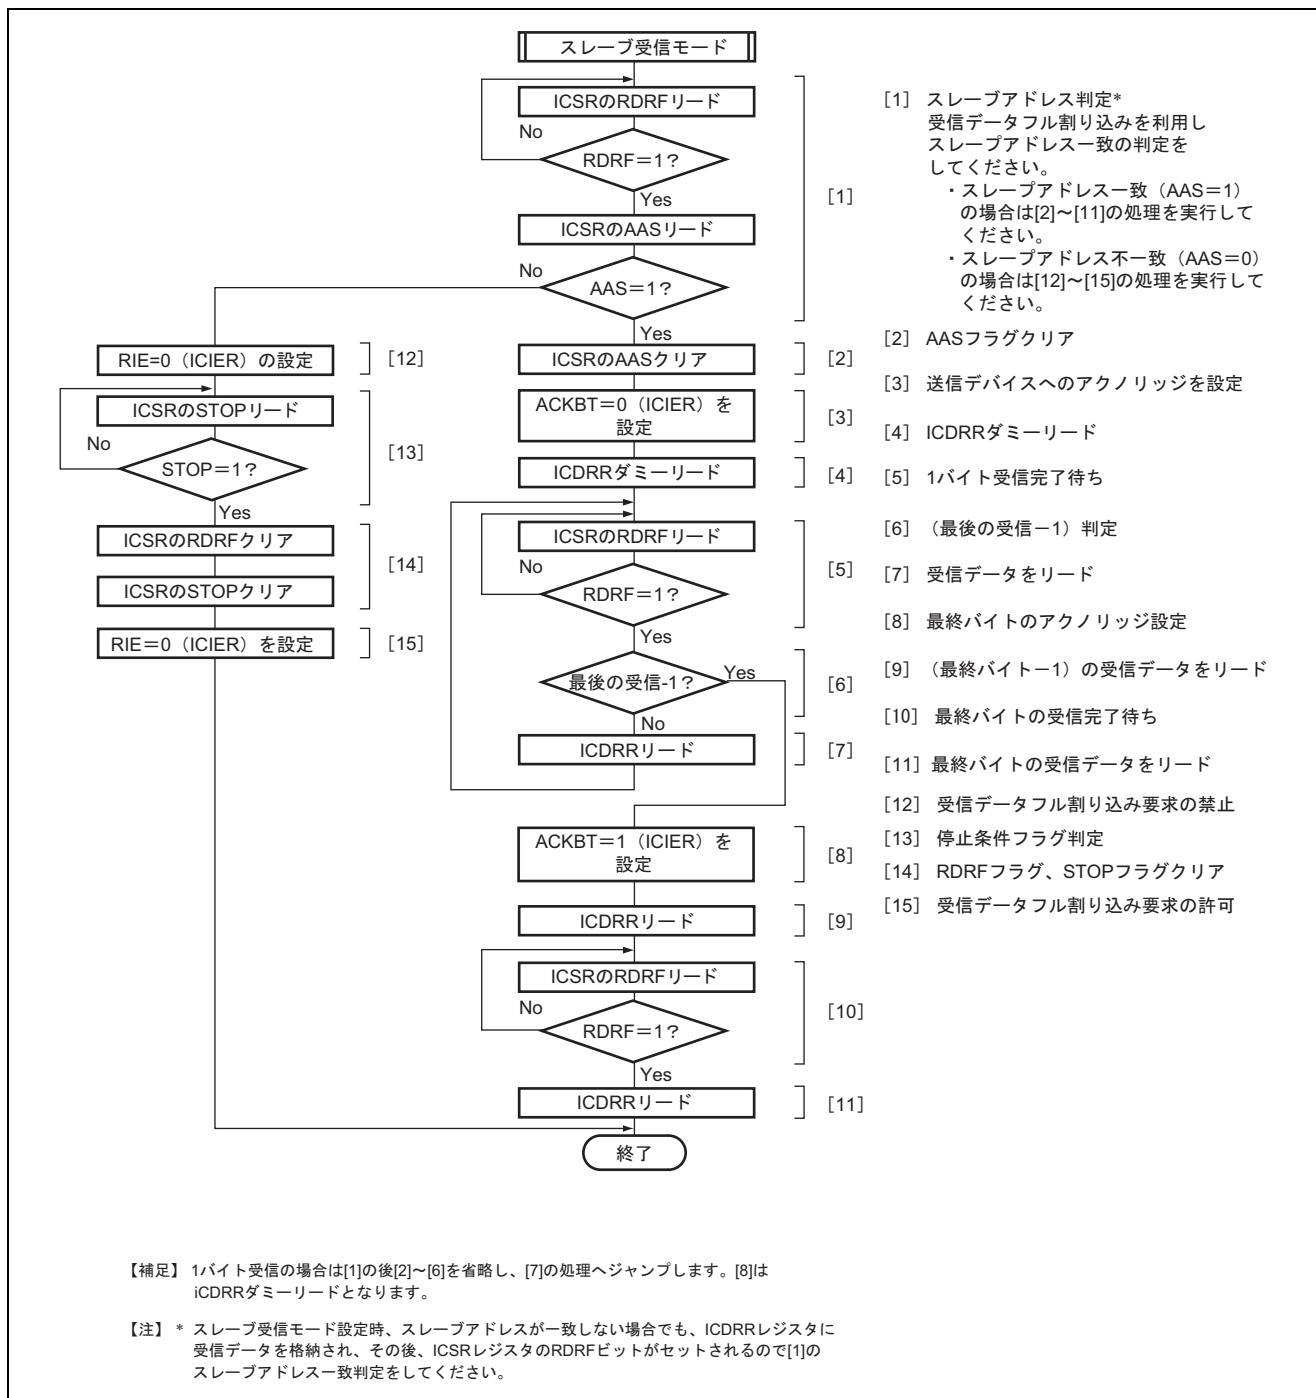 スレーブ受信モード
ICSRのRDRFリード
No
RDRF=1?
Yes
[1]
ICSRのAASリード
No
AAS=1?
Yes
ICSRのAASクリア
[2]
ACKBT=0(ICIER)を
設定
[3]
ICDRRダミーリード
[4]
ICSRのRDRFリード
No
RDRF=1?
[5]
Yes
最後の受信-1?
Yes
[6]
No
ICDRRリード
[7]
ACKBT=1(ICIER)を
設定
[8]
ICDRRリード
[9]
ICSRのRDRFリード
No
RDRF=1?
[10]
Yes
ICDRRリード
[11]
終了
RIE=0(ICIER)の設定
[12]
ICSRのSTOPリード
No
STOP=1?
[13]
Yes
ICSRのRDRFクリア
[14]
ICSRのSTOPクリア
RIE=0(ICIER)を設定
[15]
[1] スレーブアドレス判定*
受信データフル割り込みを利用し
スレープアドレス一致の判定を
してください。
・スレープアドレス一致(AAS=1)
の場合は[2]~[11]の処理を実行して
ください。
・スレープアドレス不一致(AAS=0)
の場合は[12]~[15]の処理を実行して
ください。
[2] AASフラグクリア
[3] 送信デバイスへのアクノリッジを設定
[4] ICDRRダミーリード
[5] 1バイト受信完了待ち
[6] (最後の受信-1)判定
[7] 受信データをリード
[8] 最終バイトのアクノリッジ設定
[9] (最終バイト-1)の受信データをリード
[10] 最終バイトの受信完了待ち
[11] 最終バイトの受信データをリード
[12] 受信データフル割り込み要求の禁止
[13] 停止条件フラグ判定
[14] RDRFフラグ、STOPフラグクリア
[15] 受信データフル割り込み要求の許可
【補足】 1バイト受信の場合は[1]の後[2]~[6]を省略し、[7]の処理へジャンプします。[8]は
iCDRRダミーリードとなります。
【注】 * スレーブ受信モード設定時、スレーブアドレスが一致しない場合でも、ICDRRレジスタに
受信データを格納され、その後、ICSRレジスタのRDRFビットがセットされるので[1]の
スレーブアドレス一致判定をしてください。